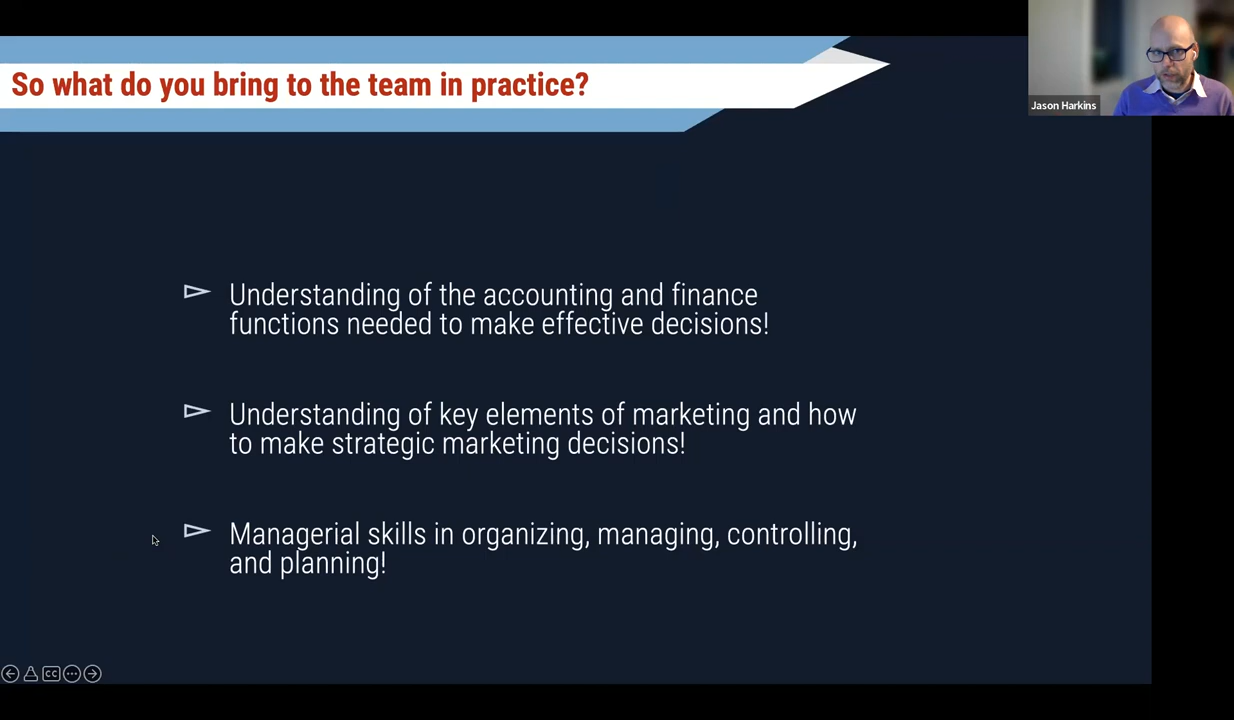 So what do you bring to the team in practice?
Jason Harkins
Understanding of the accounting and finance
functions needed to make effective decisions!
Understanding of key elements of marketing and how
to make strategic marketing decisions!
Managerial skills in organizing, managing, controlling,
and planning!
CC